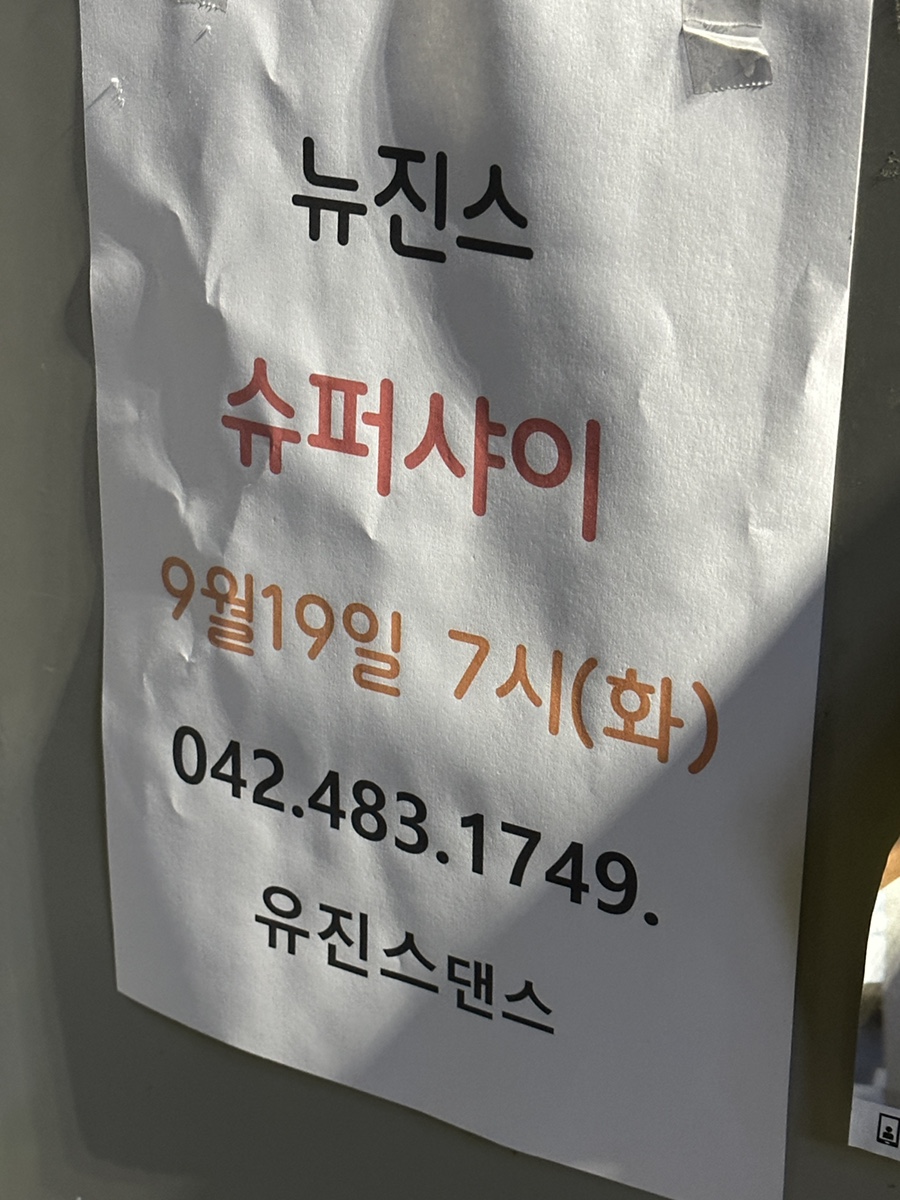 뉴진스
슈퍼샤이
9월19일 7시(화)
042.483.1749.
유진스댄스